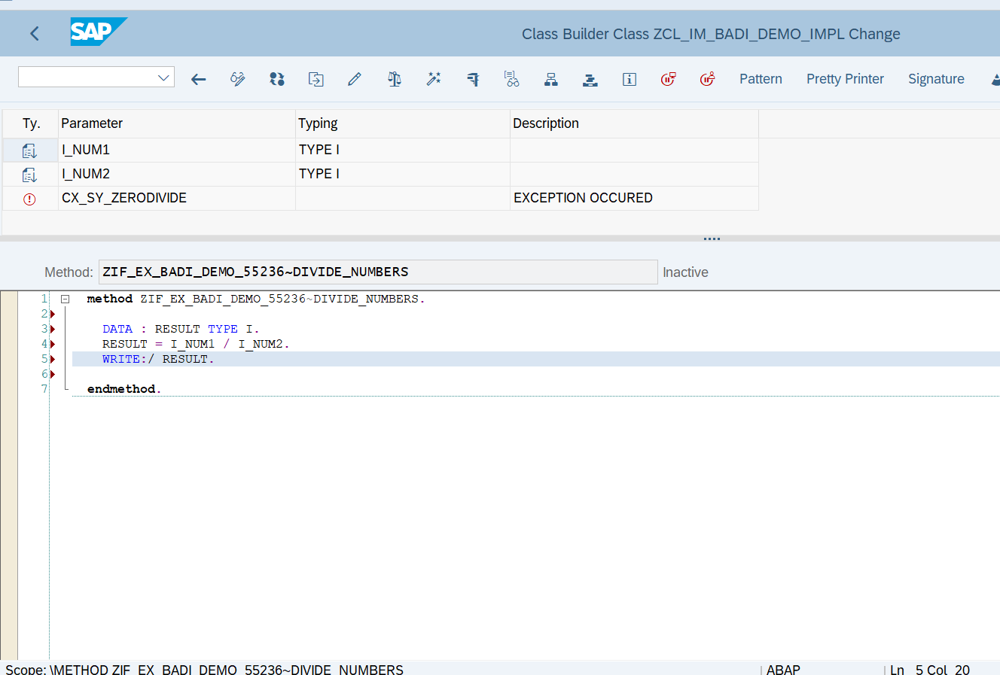 SAP
Class Builder Class ZCL_IM_BADI_DEMO_IMPL Change
Pattern Pretty Printer Signature
Ty. Parameter Typing Description
I_NUM1 TYPE I
I_NUM2 TYPE I
CX_SY_ZERODIVIDE EXCEPTION OCCURED
Method: ZIF_EX_BADI_DEMO_55236~DIVIDE_NUMBERS Inactive
1 method ZIF_EX_BADI_DEMO_55236~DIVIDE_NUMBERS.
2
3 DATA : RESULT TYPE I.
4 RESULT = I_NUM1 / I_NUM2.
5 WRITE:/ RESULT.
6
7 endmethod.
Scope: \METHOD ZIF_EX_BADI_DEMO_55236~DIVIDE_NUMBERS ABAP Ln 5 Col 20